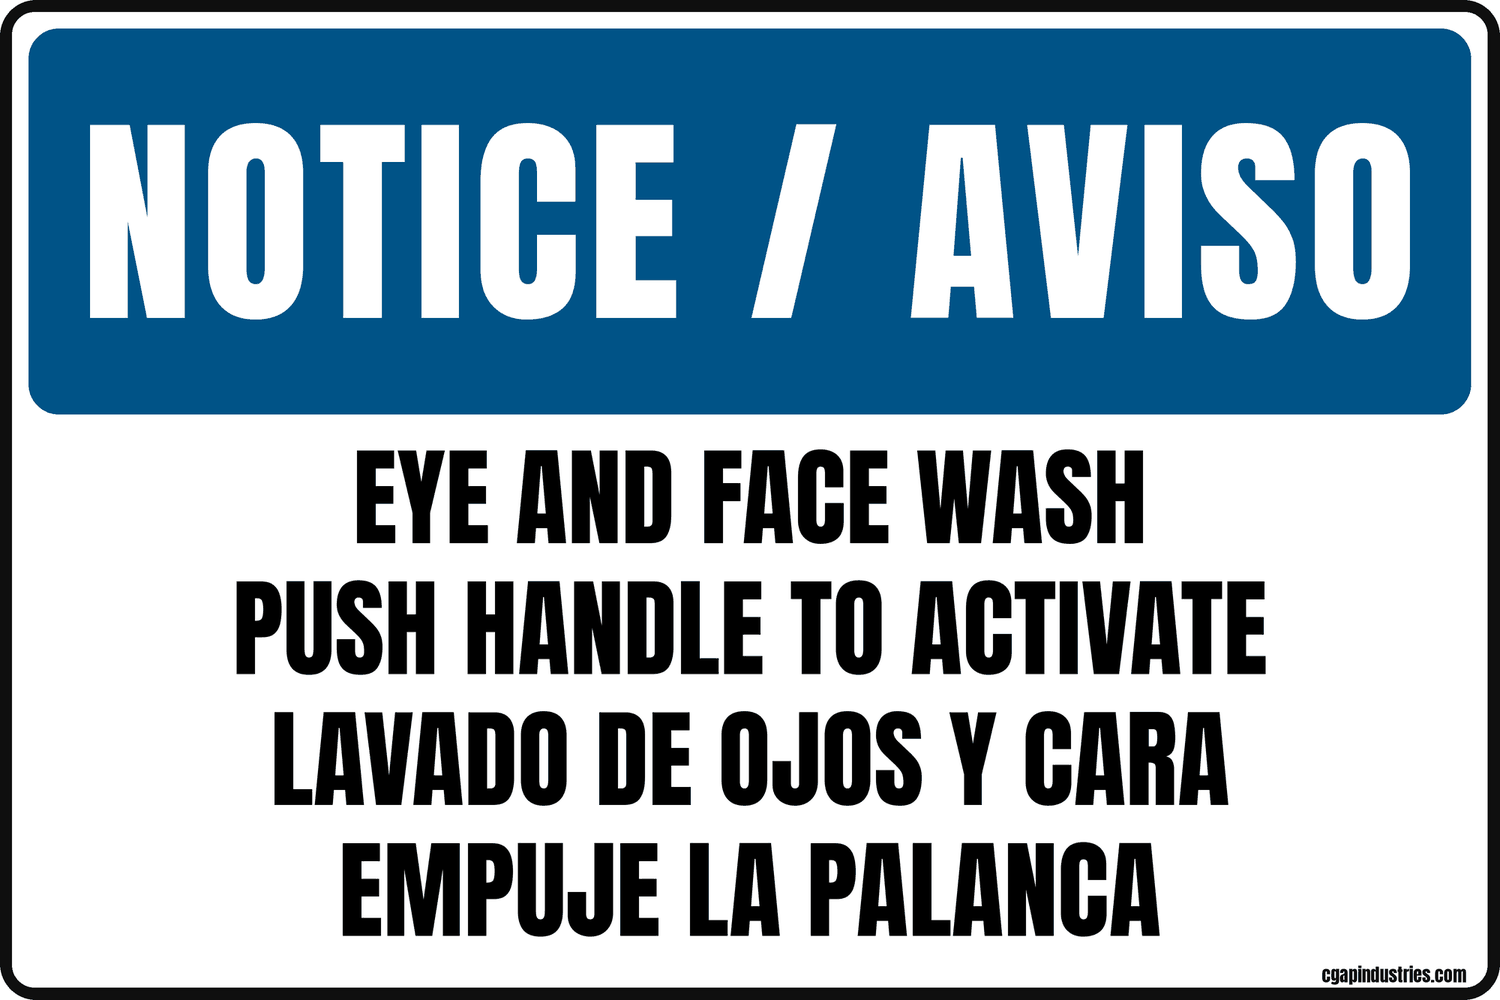 NOTICE / AVISO
EYE AND FACE WASH
PUSH HANDLE TO ACTIVATE
LAVADO DE OJOS Y CARA
EMPUJE LA PALANCA
cgapindustries.com